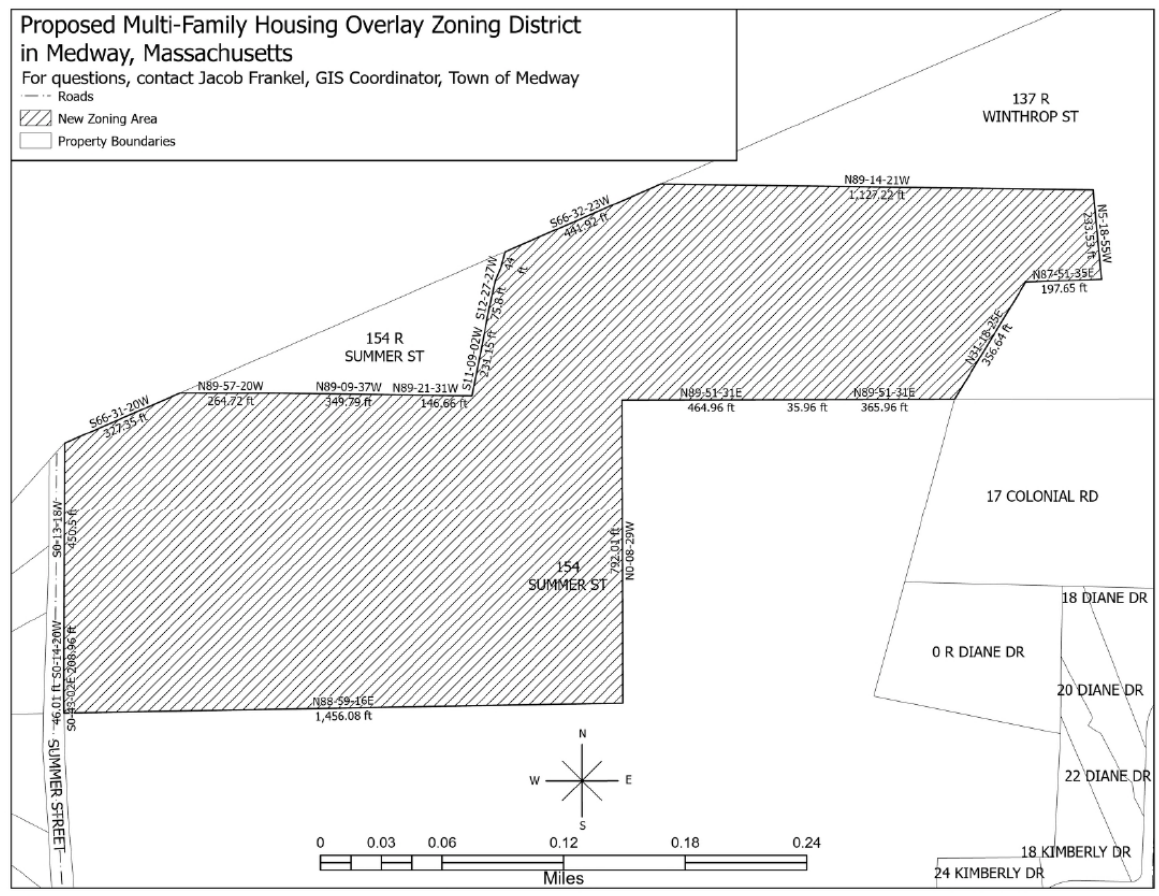 Proposed Multi-Family Housing Overlay Zoning District
in Medway, Massachusetts
For questions, contact Jacob Frankel, GIS Coordinator, Town of Medway
Roads
New Zoning Area
Property Boundaries
137 R
WINTHROP ST
N89-14-21W
1,127.22 ft
S66-32-23W
441.92 ft
N5-18-55W
233.53 ft
44
ft
S12-27-27W
75.8 ft
N87-51-35E
197.65 ft
154 R
SUMMER ST
S11-09-02W
231.15 ft
N31-18-25E
356.64 ft
N89-57-20W
264.72 ft
N89-09-37W
349.79 ft
N89-21-31W
146.66 ft
S66-31-20W
327.35 ft
N89-51-31E
464.96 ft
35.96 ft
N89-51-31E
365.96 ft
17 COLONIAL RD
S0-13-18W
450.5 ft
792.01 ft
N0-08-29W
154
SUMMER ST
18 DIANE DR
0 R DIANE DR
S0-14-20W
208.96 ft
46.01 ft
20 DIANE DR
N88-59-16E
1,456.08 ft
SUMMER STREET
22 DIANE DR
N
W
E
S
0
0.03
0.06
0.12
0.18
0.24
Miles
18 KIMBERLY DR
24 KIMBERLY DR